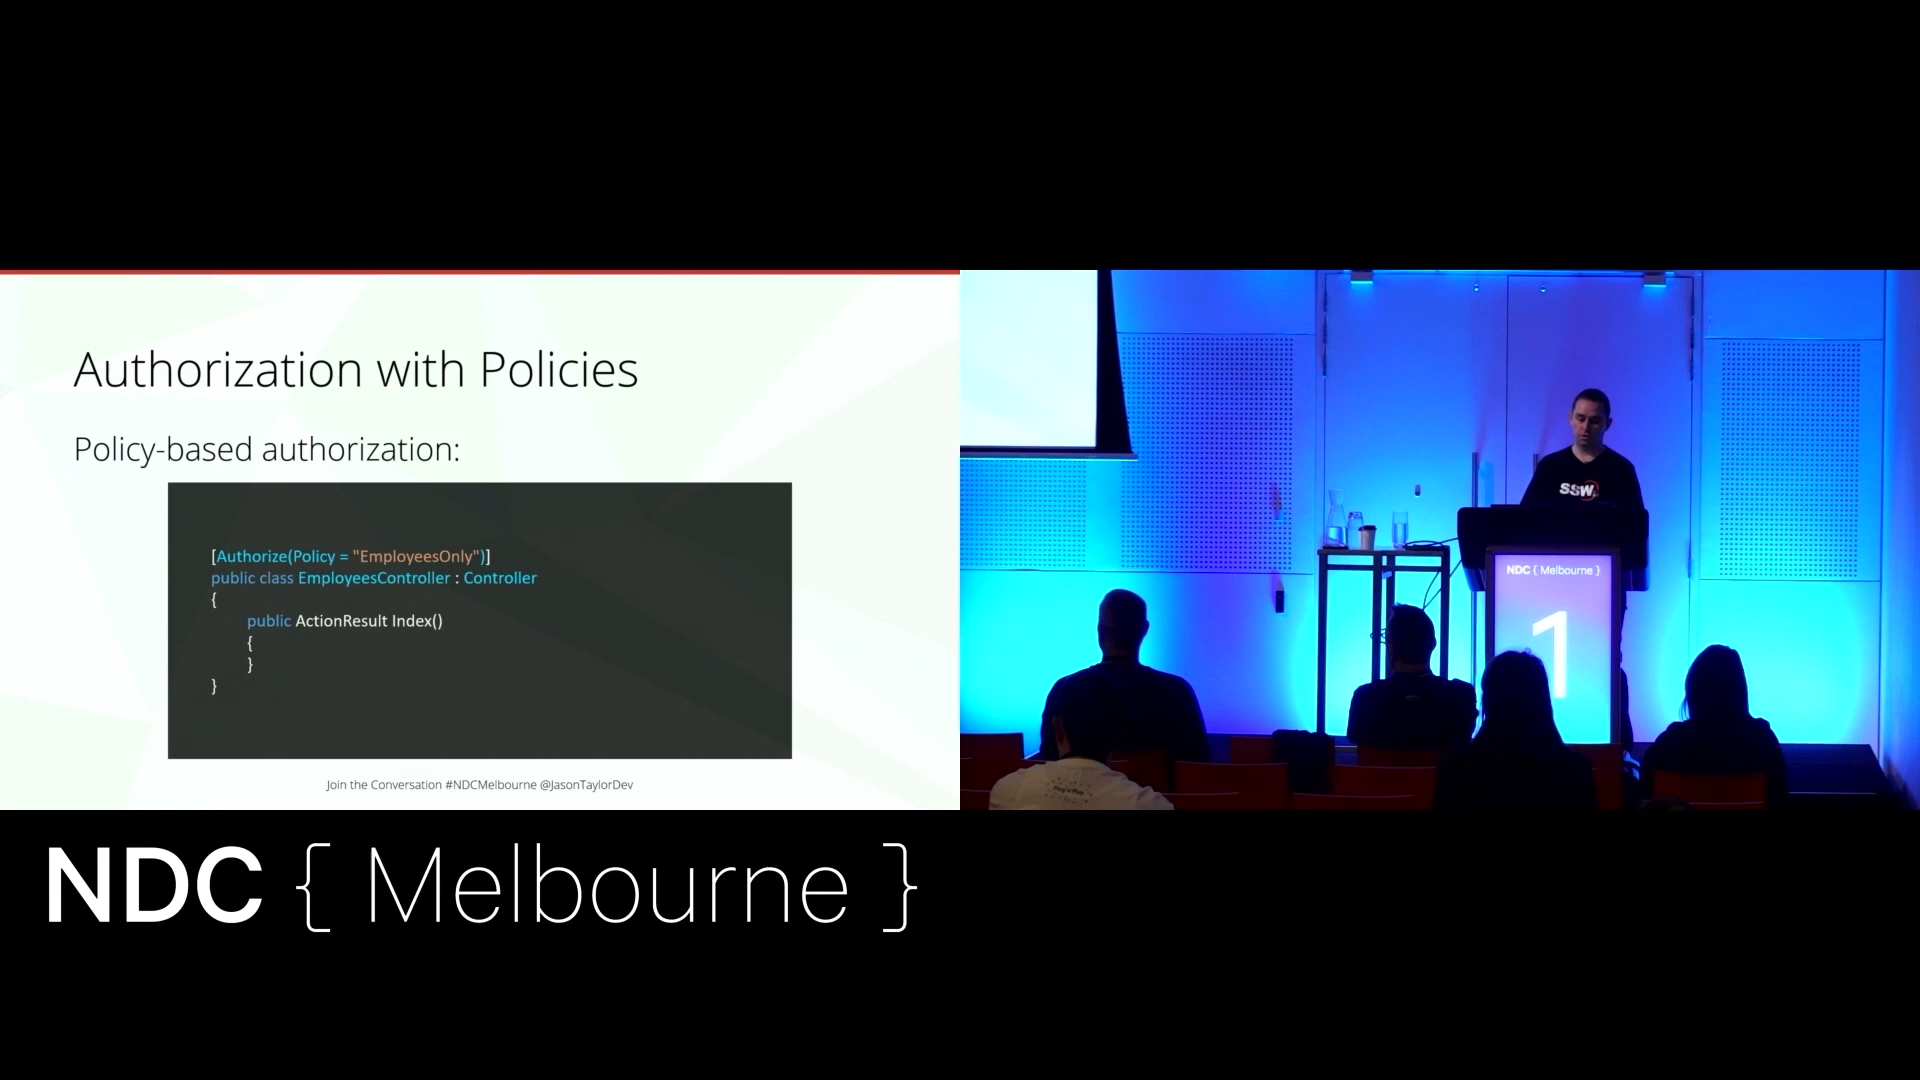 Authorization with Policies
Policy-based authorization:
[Authorize(Policy = "EmployeesOnly")]
public class EmployeesController : Controller
{
public ActionResult Index()
{
}
}
Join the Conversation #NDCMelbourne @JasonTaylorDev
SSW
NDC { Melbourne }
1
NDC { Melbourne }